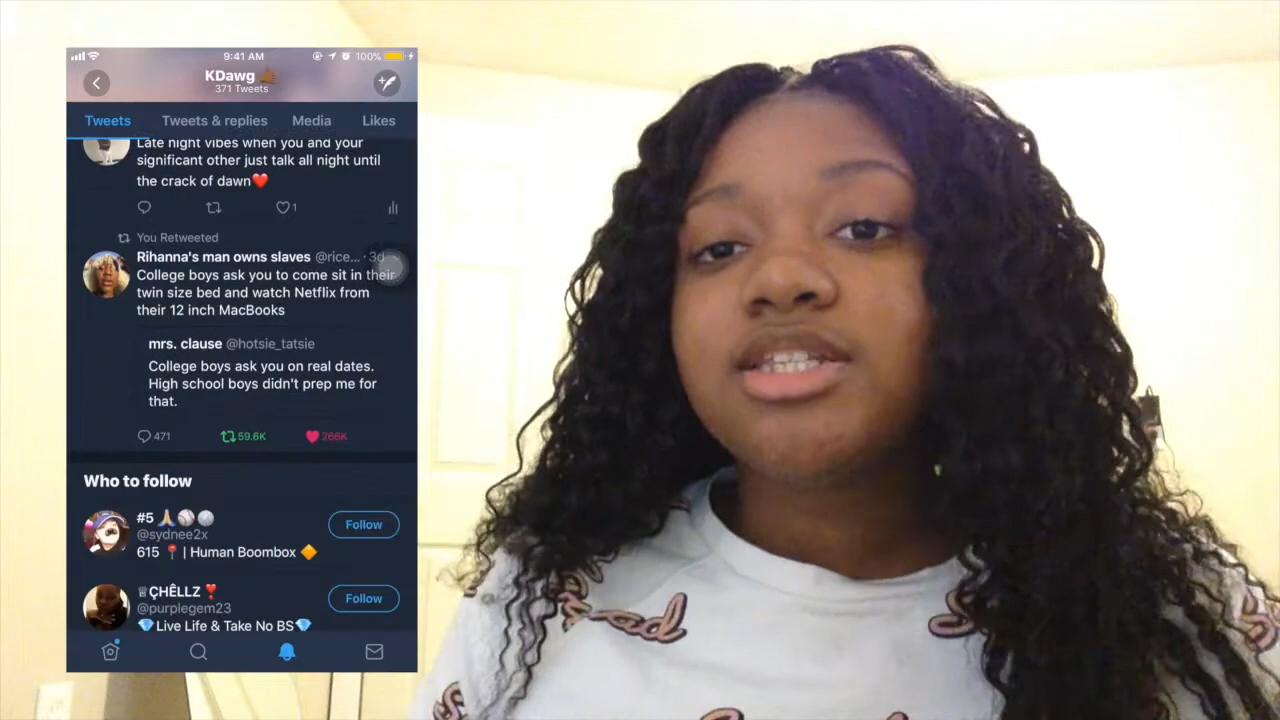 9:41 AM
100%
KDawg
371 Tweets
Tweets
Tweets & replies
Media
Likes
Late night vibes when you and your
significant other just talk all night until
the crack of dawn❤️
1
You Retweeted
Rihanna's man owns slaves @rice... · 3d
College boys ask you to come sit in their
twin size bed and watch Netflix from
their 12 inch MacBooks
mrs. clause @hotsie_tatsie
College boys ask you on real dates.
High school boys didn't prep me for
that.
471
59.6K
266K
Who to follow
#5 🙏⚾
@sydnee2x
Follow
615 📍| Human Boombox 🔶
ÇHÊLLZ ❣️
@purplegem23
Follow
💎Live Life & Take No BS💎